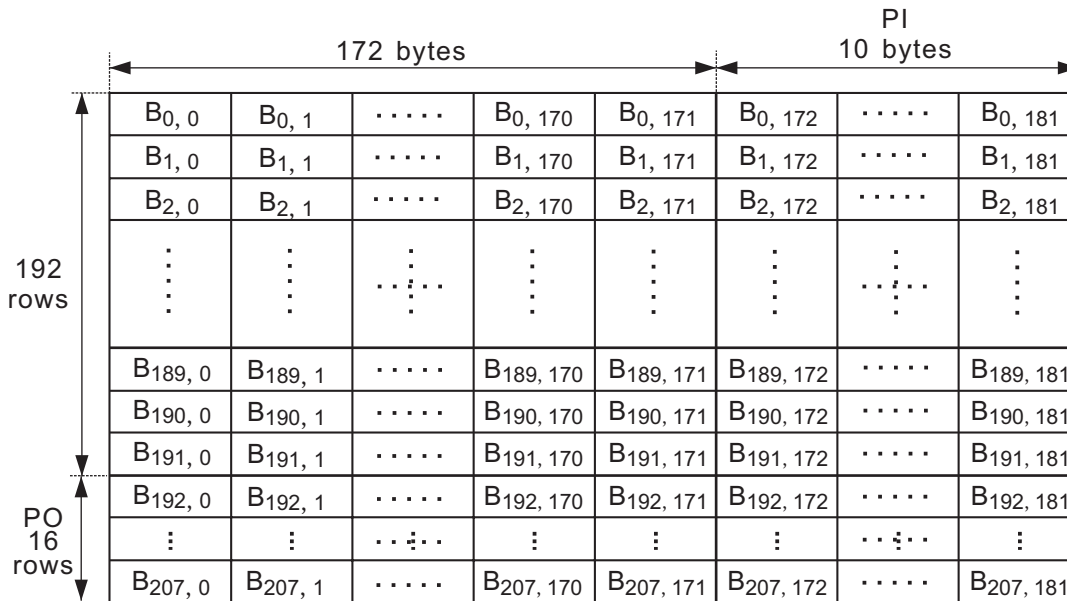 PI
172 bytes 10 bytes
B0, 0 B0, 1 ..... B0, 170 B0, 171 B0, 172 ..... B0, 181
B1, 0 B1, 1 ..... B1, 170 B1, 171 B1, 172 ..... B1, 181
B2, 0 B2, 1 ..... B2, 170 B2, 171 B2, 172 ..... B2, 181
192
rows
B189, 0 B189, 1 ..... B189, 170 B189, 171 B189, 172 ..... B189, 181
B190, 0 B190, 1 ..... B190, 170 B190, 171 B190, 172 ..... B190, 181
B191, 0 B191, 1 ..... B191, 170 B191, 171 B191, 172 ..... B191, 181
B192, 0 B192, 1 ..... B192, 170 B192, 171 B192, 172 ..... B192, 181
PO
16
rows
B207, 0 B207, 1 ..... B207, 170 B207, 171 B207, 172 ..... B207, 181